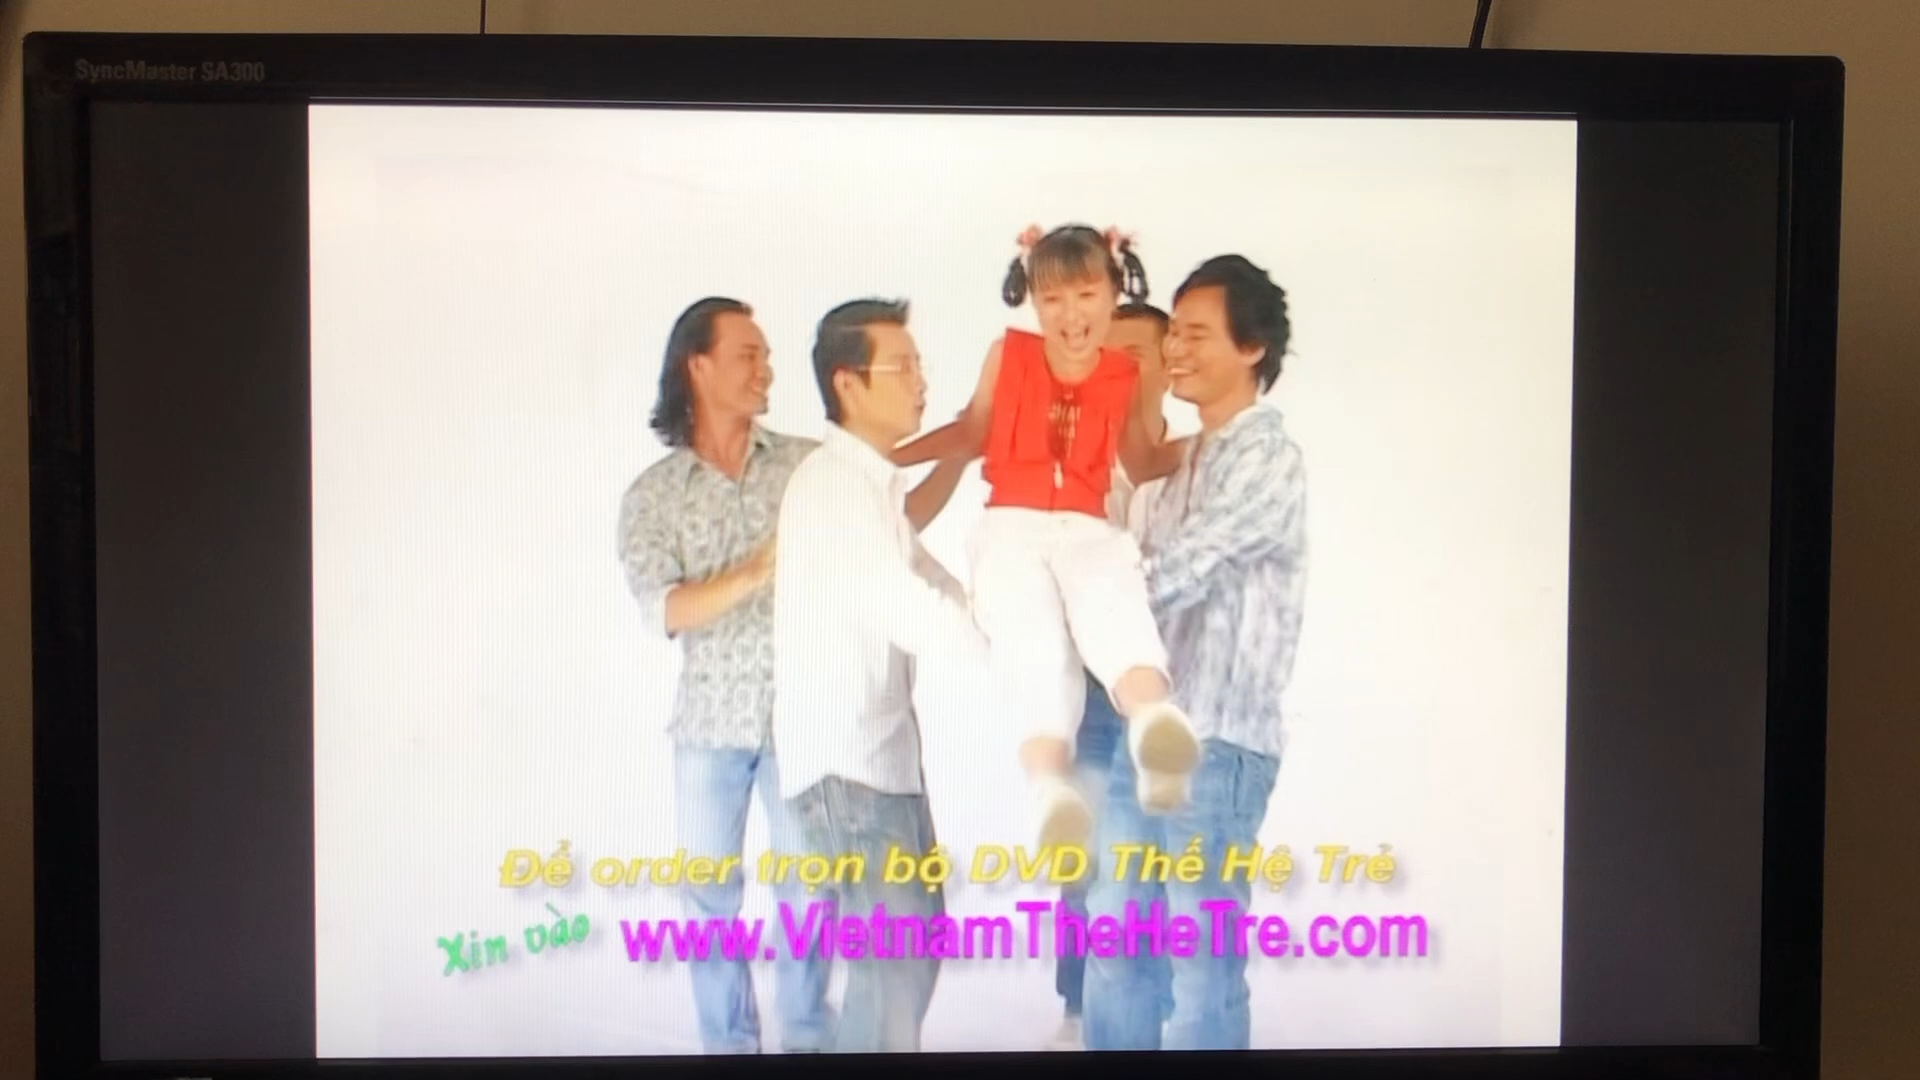 SyncMaster SA300
Để order trọn bộ DVD Thế Hệ Trẻ
Xin vào www.VietnamTheHeTre.com